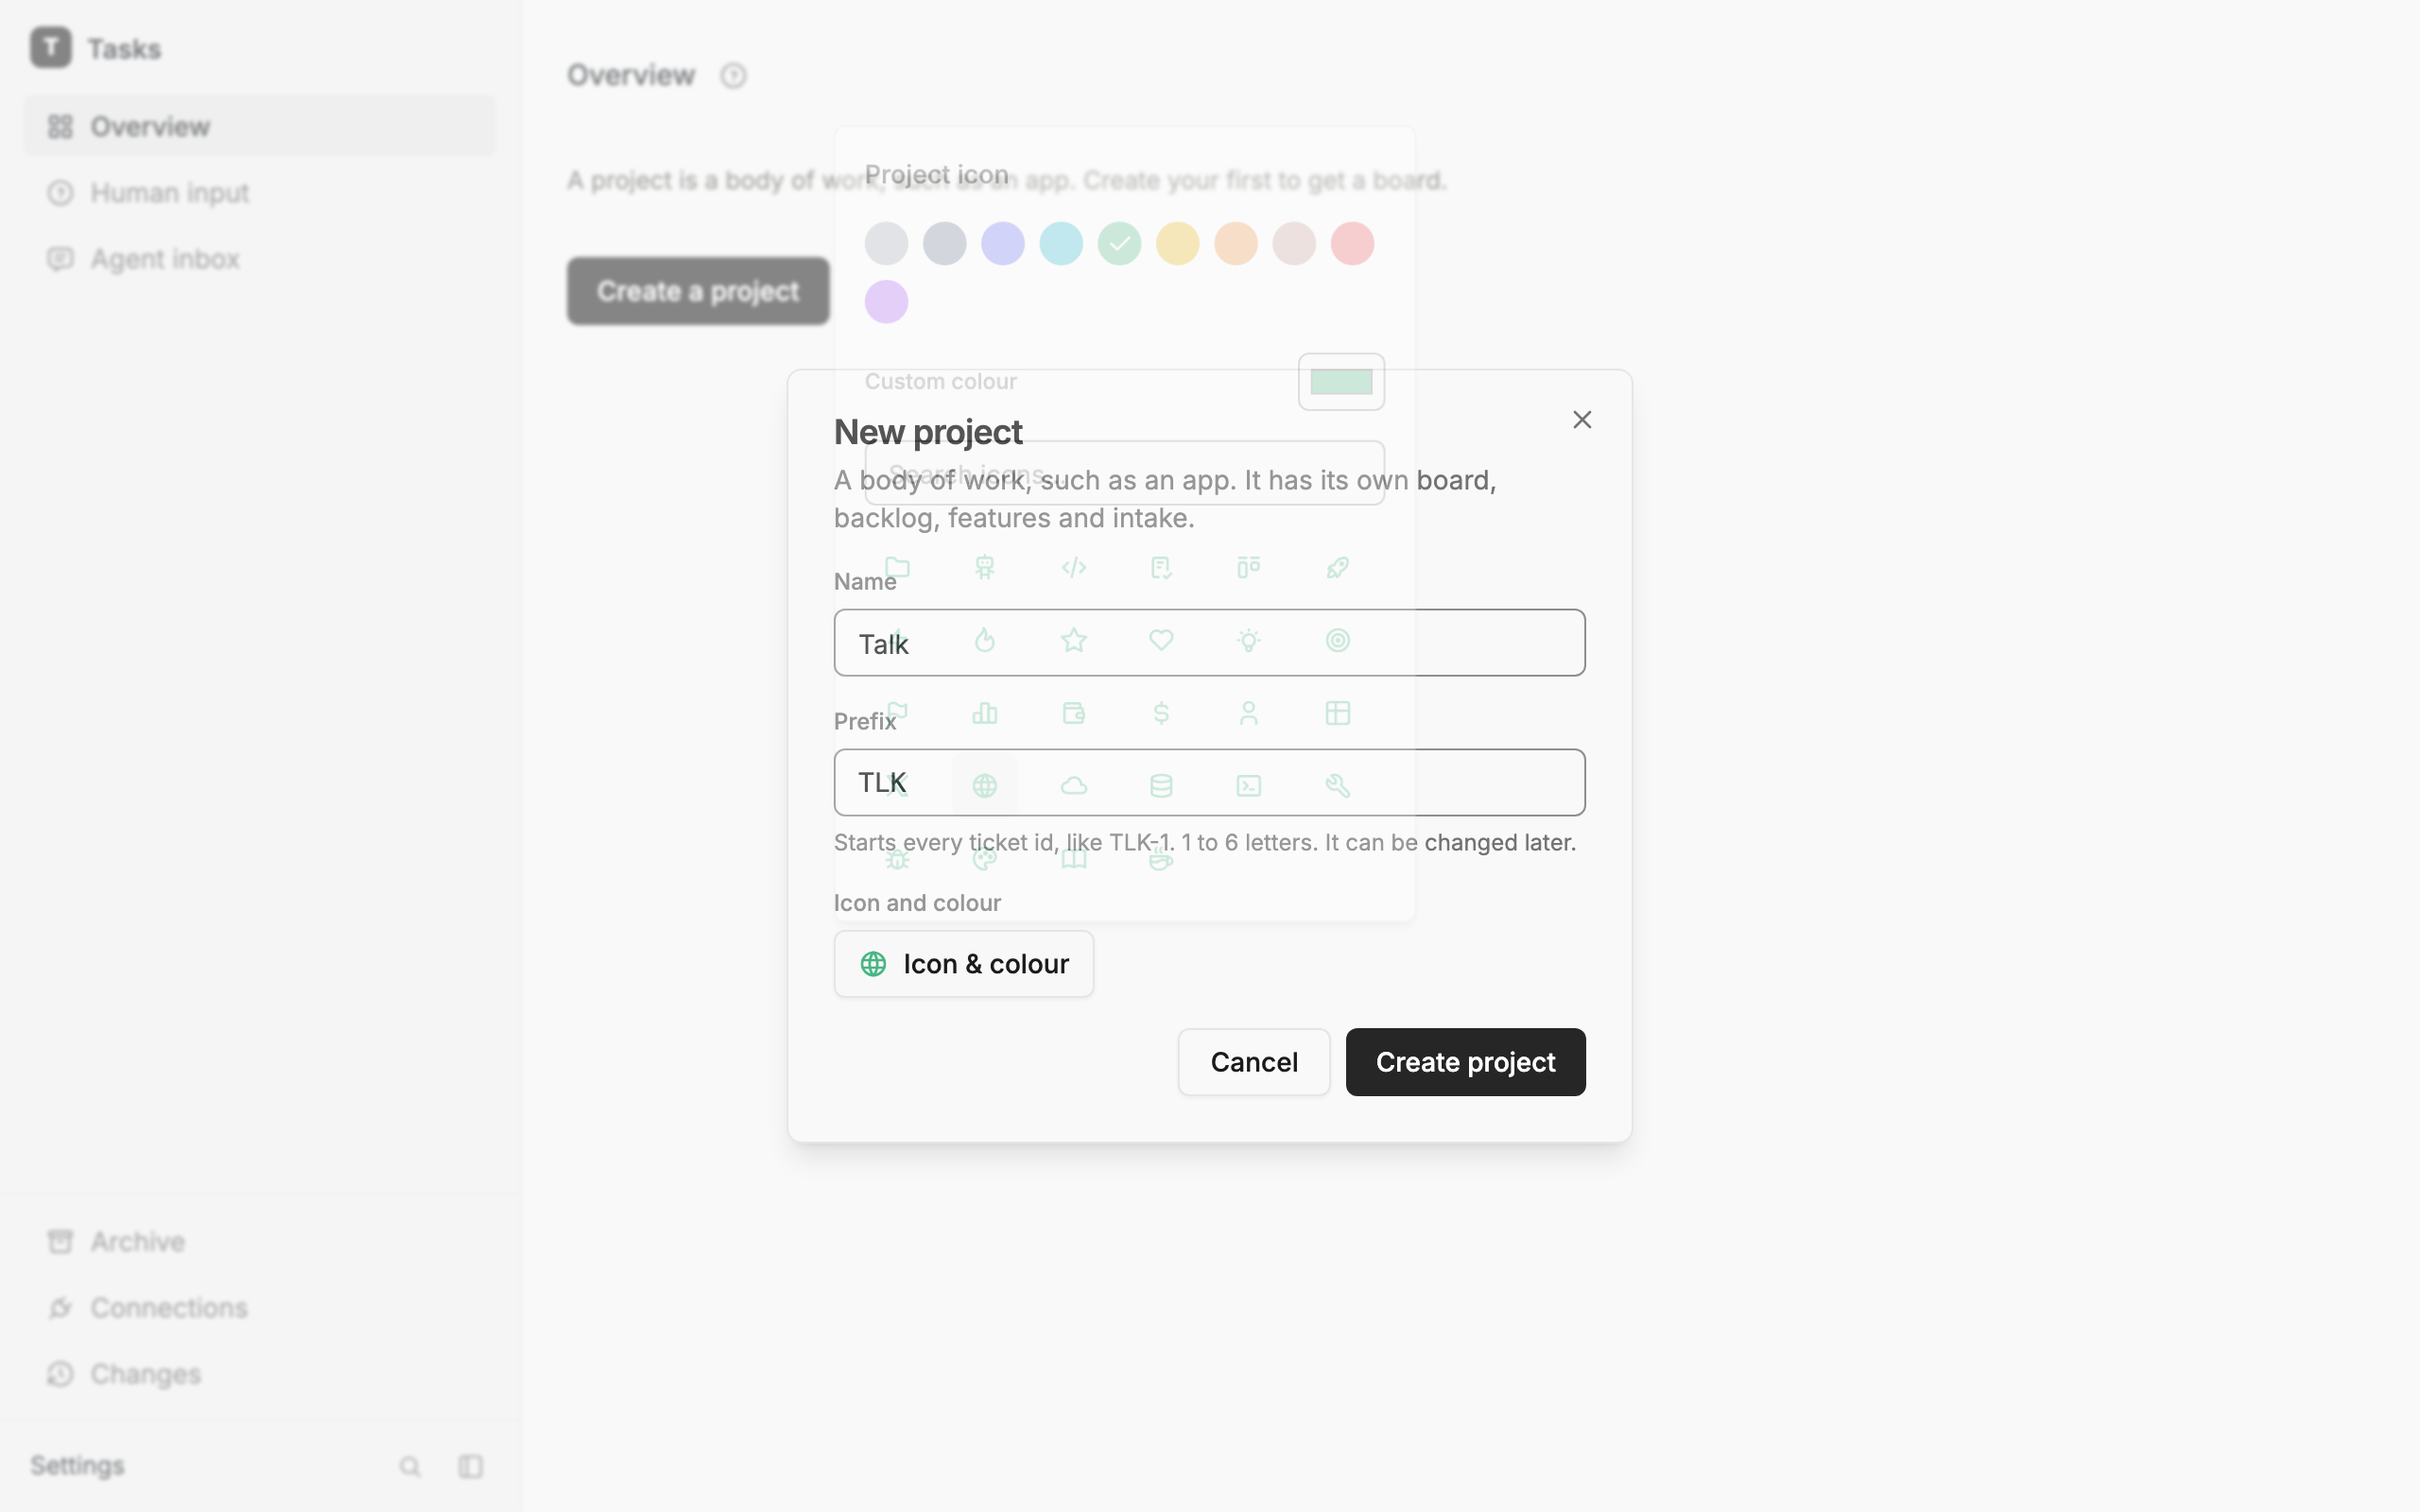 T Tasks
Overview
Human input
Agent inbox
Archive
Connections
Changes
Settings
Overview
A project is a body of work, such as an app. Create your first to get a board.
Create a project
Project icon
Custom colour
Search icons...
New project
A body of work, such as an app. It has its own board,
backlog, features and intake.
Name
Talk
Prefix
TLK
Starts every ticket id, like TLK-1. 1 to 6 letters. It can be changed later.
Icon and colour
Icon & colour
Cancel
Create project